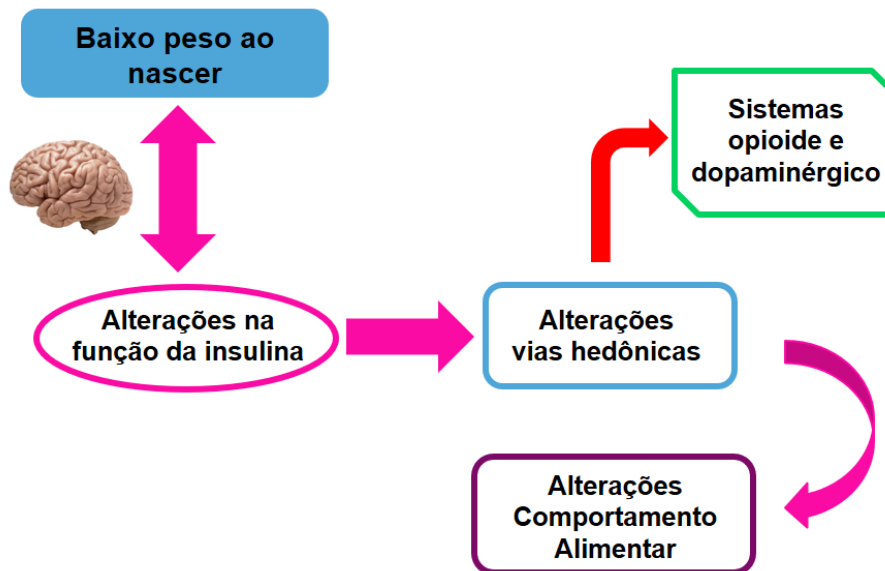 Baixo peso ao
nascer
Sistemas
opioide e
dopaminérgico
Alterações na
função da insulina
Alterações
vias hedônicas
Alterações
Comportamento
Alimentar